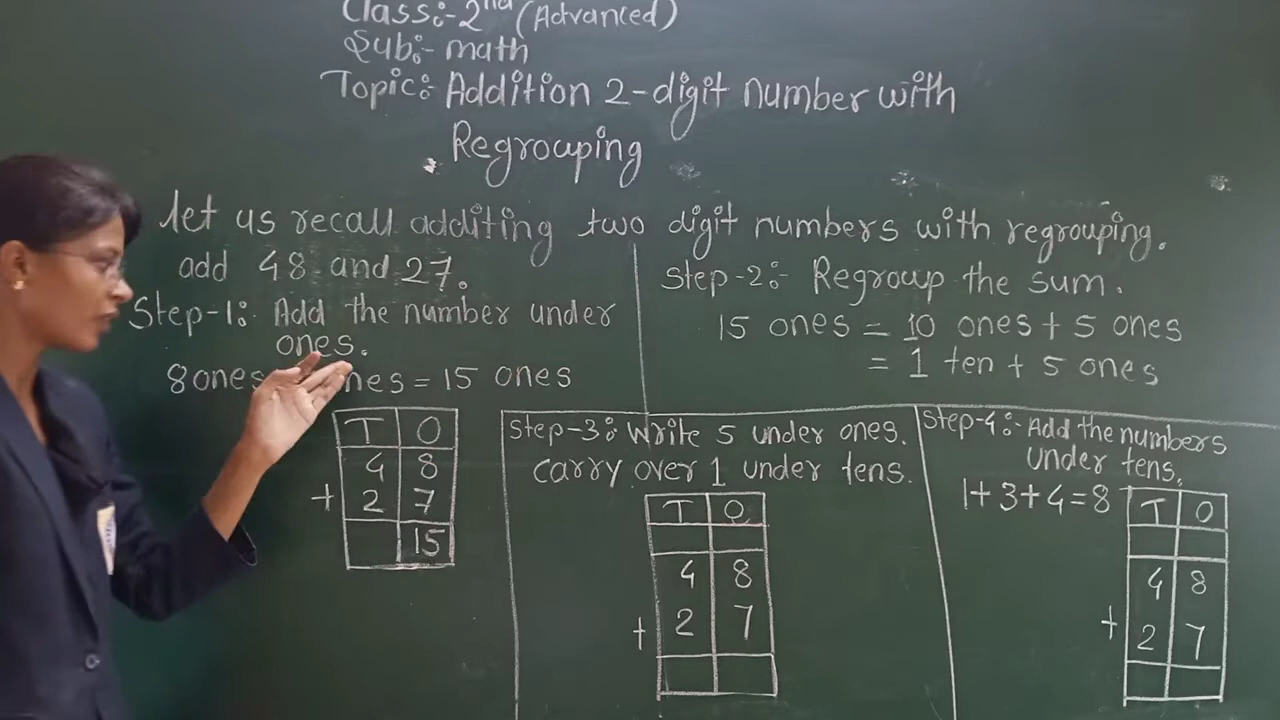 Class:-2nd (Advanced)
Sub:- math
Topic:- Addition 2-digit number with
Regrouping
let us recall additing two digit numbers with regrouping.
add 48 and 27.
Step-1:- Add the number under
ones.
8 ones = 15 ones
T O
4 8
+ 2 7
15
Step-2:- Regroup the sum.
15 ones = 10 ones + 5 ones
= 1 ten + 5 ones
Step-3:- Write 5 under ones.
carry over 1 under tens.
T O
4 8
+ 2 7
Step-4:- Add the numbers
under tens.
1+3+4=8
T O
4 8
+ 2 7